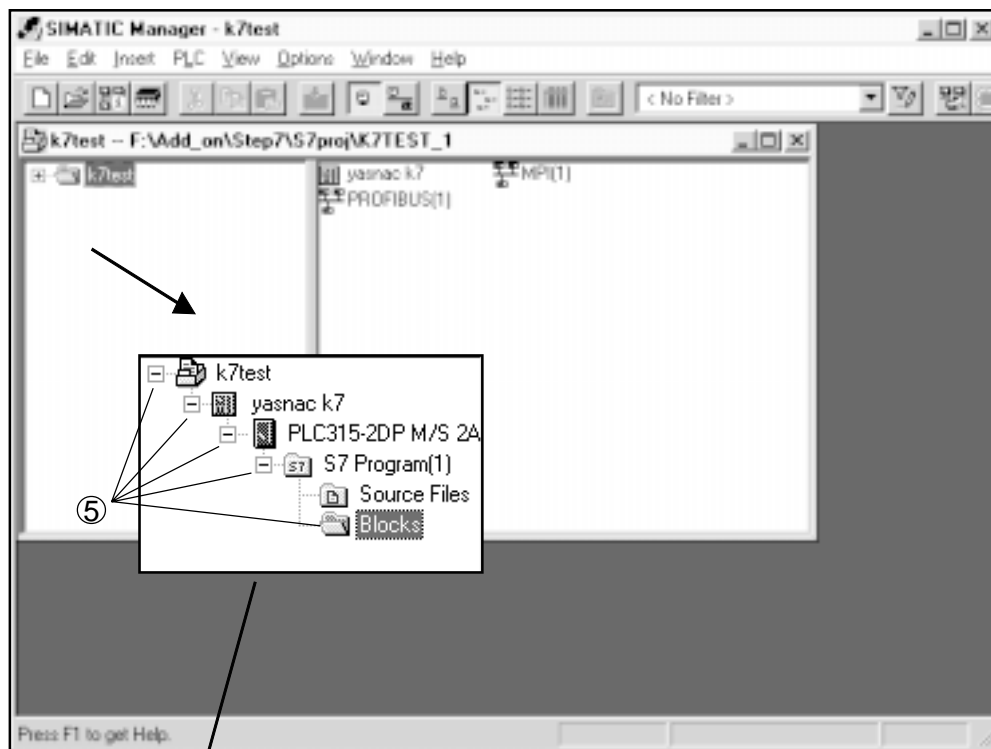 SIMATIC Manager - k7test
File Edit Insert PLC View Options Window Help
< No Filter >
k7test -- F:\Add_on\Step7\S7proj\K7TEST_1
k7test
yasnac k7
MPI(1)
PROFIBUS(1)
k7test
yasnac k7
PLC315-2DP M/S 2A
S7 Program(1)
Source Files
Blocks
⑤
Press F1 to get Help.